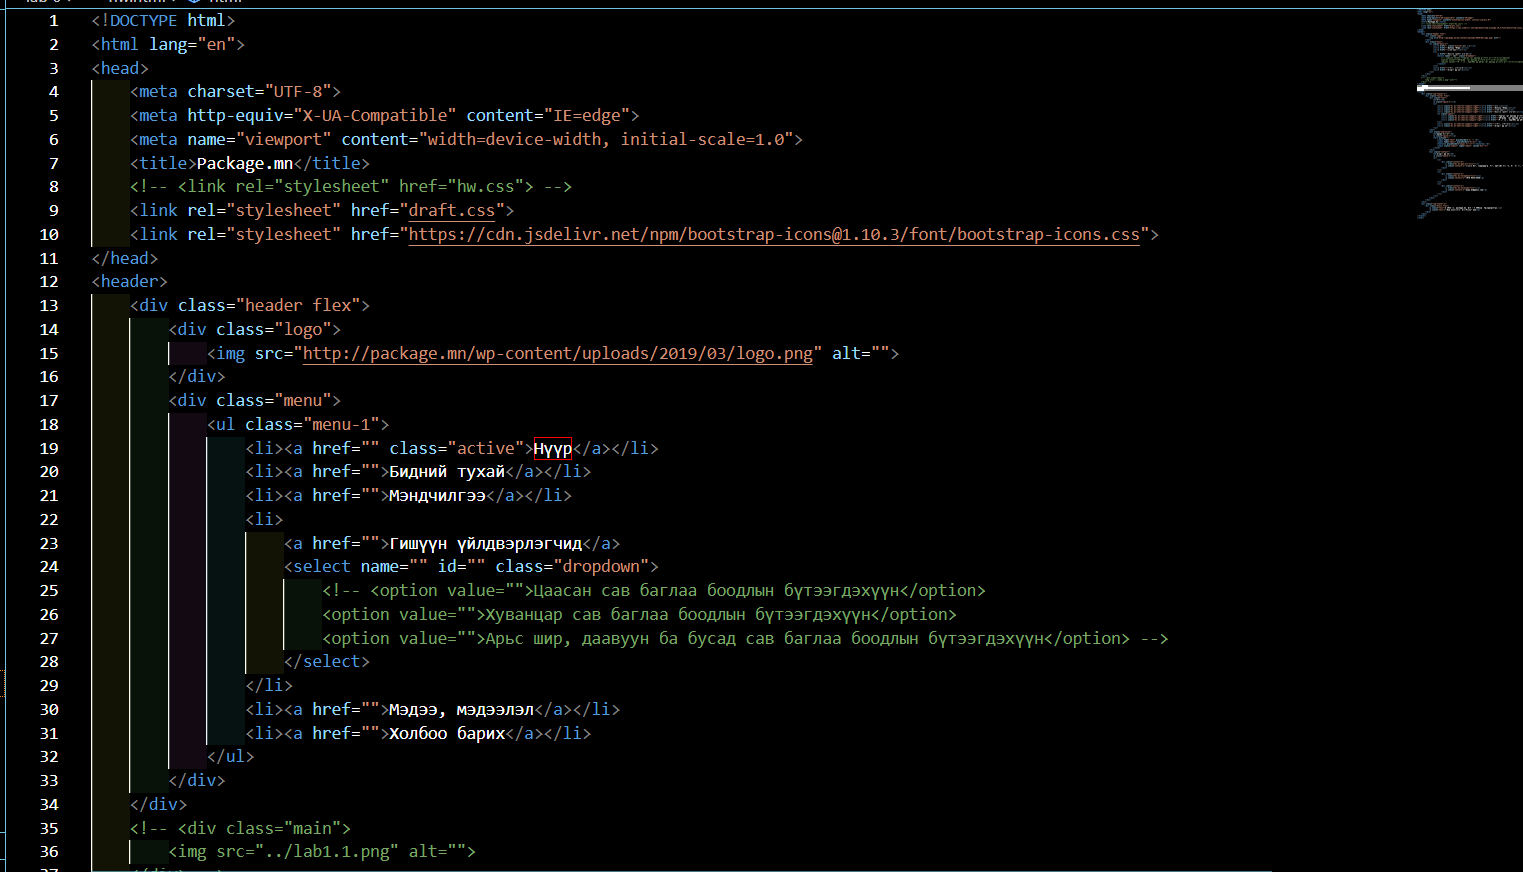 1 <!DOCTYPE html>
2 <html lang="en">
3 <head>
4 <meta charset="UTF-8">
5 <meta http-equiv="X-UA-Compatible" content="IE=edge">
6 <meta name="viewport" content="width=device-width, initial-scale=1.0">
7 <title>Package.mn</title>
8 <!-- <link rel="stylesheet" href="hw.css"> -->
9 <link rel="stylesheet" href="draft.css">
10 <link rel="stylesheet" href="https://cdn.jsdelivr.net/npm/bootstrap-icons@1.10.3/font/bootstrap-icons.css">
11 </head>
12 <header>
13 <div class="header flex">
14 <div class="logo">
15 <img src="http://package.mn/wp-content/uploads/2019/03/logo.png" alt="">
16 </div>
17 <div class="menu">
18 <ul class="menu-1">
19 <li><a href="" class="active">Нүүр</a></li>
20 <li><a href="">Бидний тухай</a></li>
21 <li><a href="">Мэндчилгээ</a></li>
22 <li>
23 <a href="">Гишүүн үйлдвэрлэгчид</a>
24 <select name="" id="" class="dropdown">
25 <!-- <option value="">Цаасан сав баглаа боодлын бүтээгдэхүүн</option>
26 <option value="">Хуванцар сав баглаа боодлын бүтээгдэхүүн</option>
27 <option value="">Арьс шир, даавуун ба бусад сав баглаа боодлын бүтээгдэхүүн</option> -->
28 </select>
29 </li>
30 <li><a href="">Мэдээ, мэдээлэл</a></li>
31 <li><a href="">Холбоо барих</a></li>
32 </ul>
33 </div>
34 </div>
35 <!-- <div class="main">
36 <img src="../lab1.1.png" alt="">